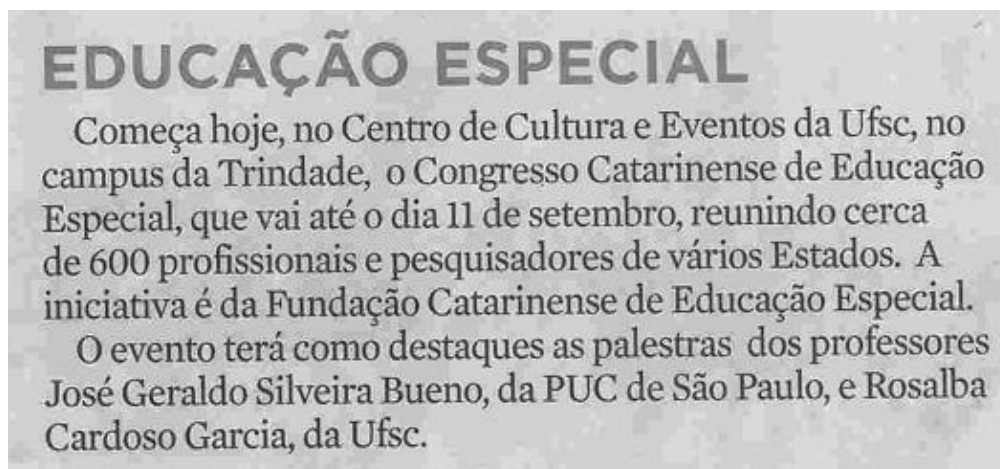 EDUCAÇÃO ESPECIAL
Começa hoje, no Centro de Cultura e Eventos da Ufsc, no
campus da Trindade, o Congresso Catarinense de Educação
Especial, que vai até o dia 11 de setembro, reunindo cerca
de 600 profissionais e pesquisadores de vários Estados. A
iniciativa é da Fundação Catarinense de Educação Especial.
O evento terá como destaques as palestras dos professores
José Geraldo Silveira Bueno, da PUC de São Paulo, e Rosalba
Cardoso Garcia, da Ufsc.